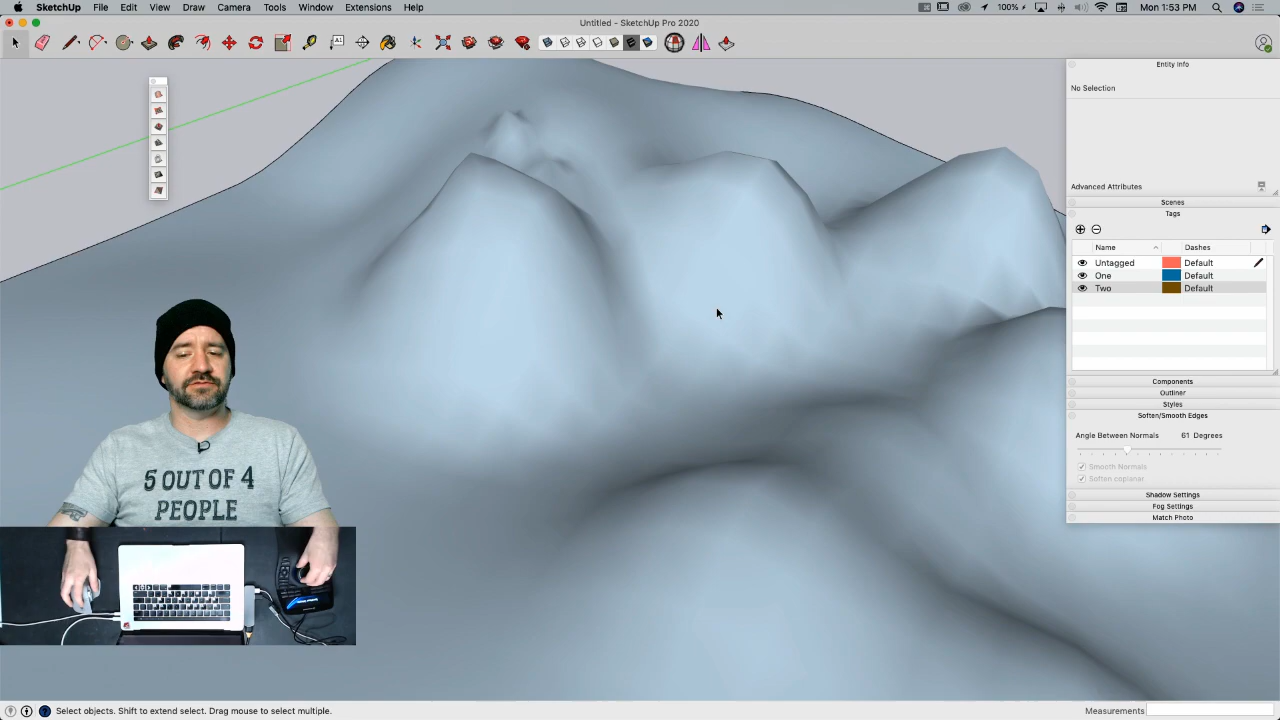 SketchUp File Edit View Draw Camera Tools Window Extensions Help
100% Mon 1:53 PM
Untitled - SketchUp Pro 2020
Entity Info
No Selection
Advanced Attributes
Scenes
Tags
Name Dashes
Untagged Default
One Default
Two Default
Components
Outliner
Styles
Soften/Smooth Edges
Angle Between Normals 61 Degrees
Smooth Normals
Soften coplanar
Shadow Settings
Fog Settings
Match Photo
5 OUT OF 4
PEOPLE
Select objects. Shift to extend select. Drag mouse to select multiple.
Measurements